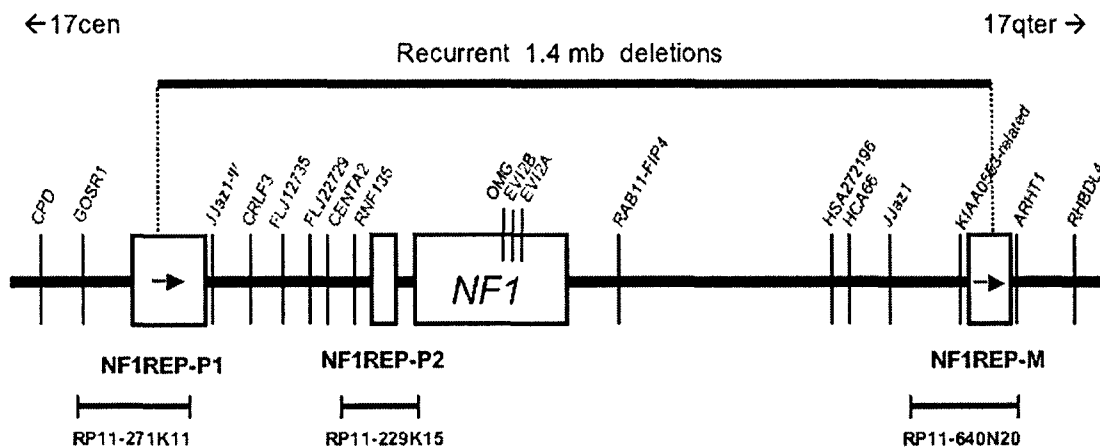 ←17cen
17qter→
Recurrent 1.4 mb deletions
CPD
GOSR1
JJaz1-ψ
CRLF3
FLJ12735
FLJ22729
CENTA2
RNF135
OMG
EVI2B
EVI2A
RAB11-FIP4
HSA272196
HCA66
JJaz1
KIAA0563-related
ARHT1
RHBDL4
NF1
NF1REP-P1
NF1REP-P2
NF1REP-M
RP11-271K11
RP11-229K15
RP11-640N20